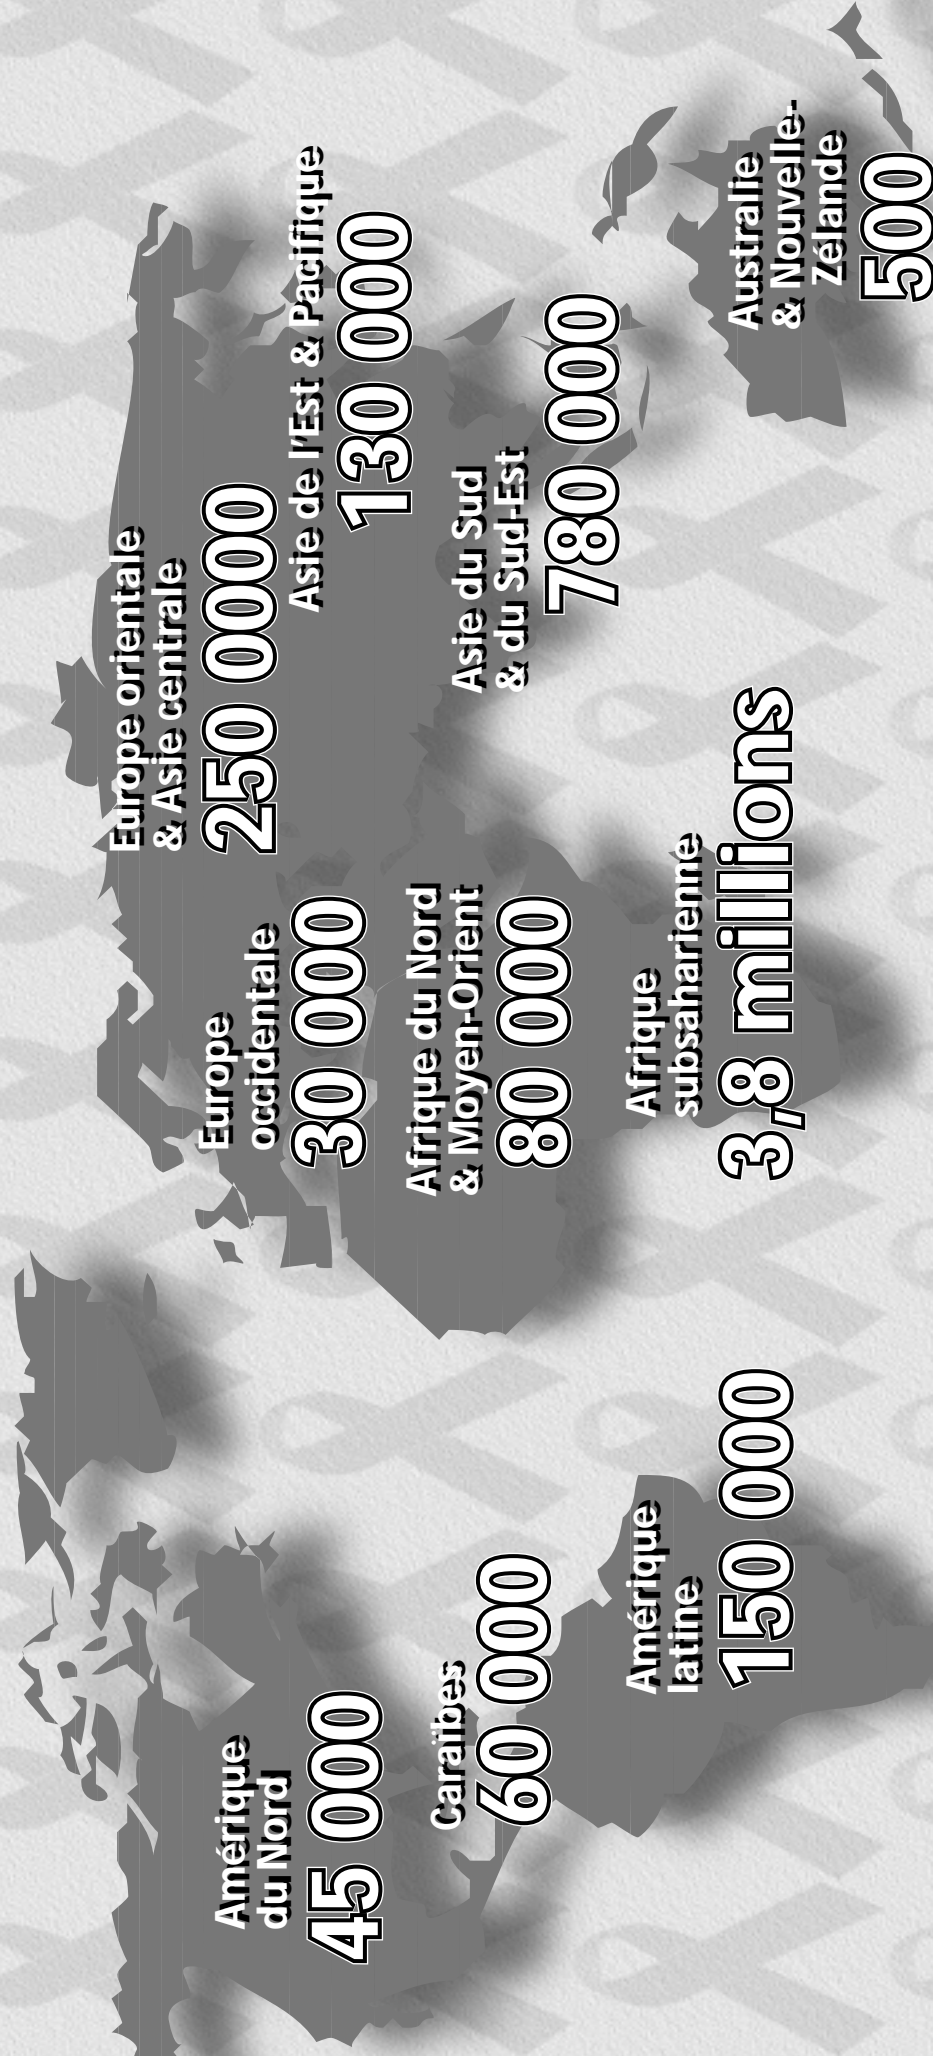 Amérique
du Nord
45 000
Caraïbes
60 000
Amérique
latine
150 000
Europe
occidentale
30 000
Afrique du Nord
& Moyen-Orient
80 000
Afrique
subsaharienne
3,8 millions
Europe orientale
& Asie centrale
250 0000
Asie de l'Est & Pacifique
130 000
Asie du Sud
& du Sud-Est
780 000
Australie
& Nouvelle-
Zélande
500